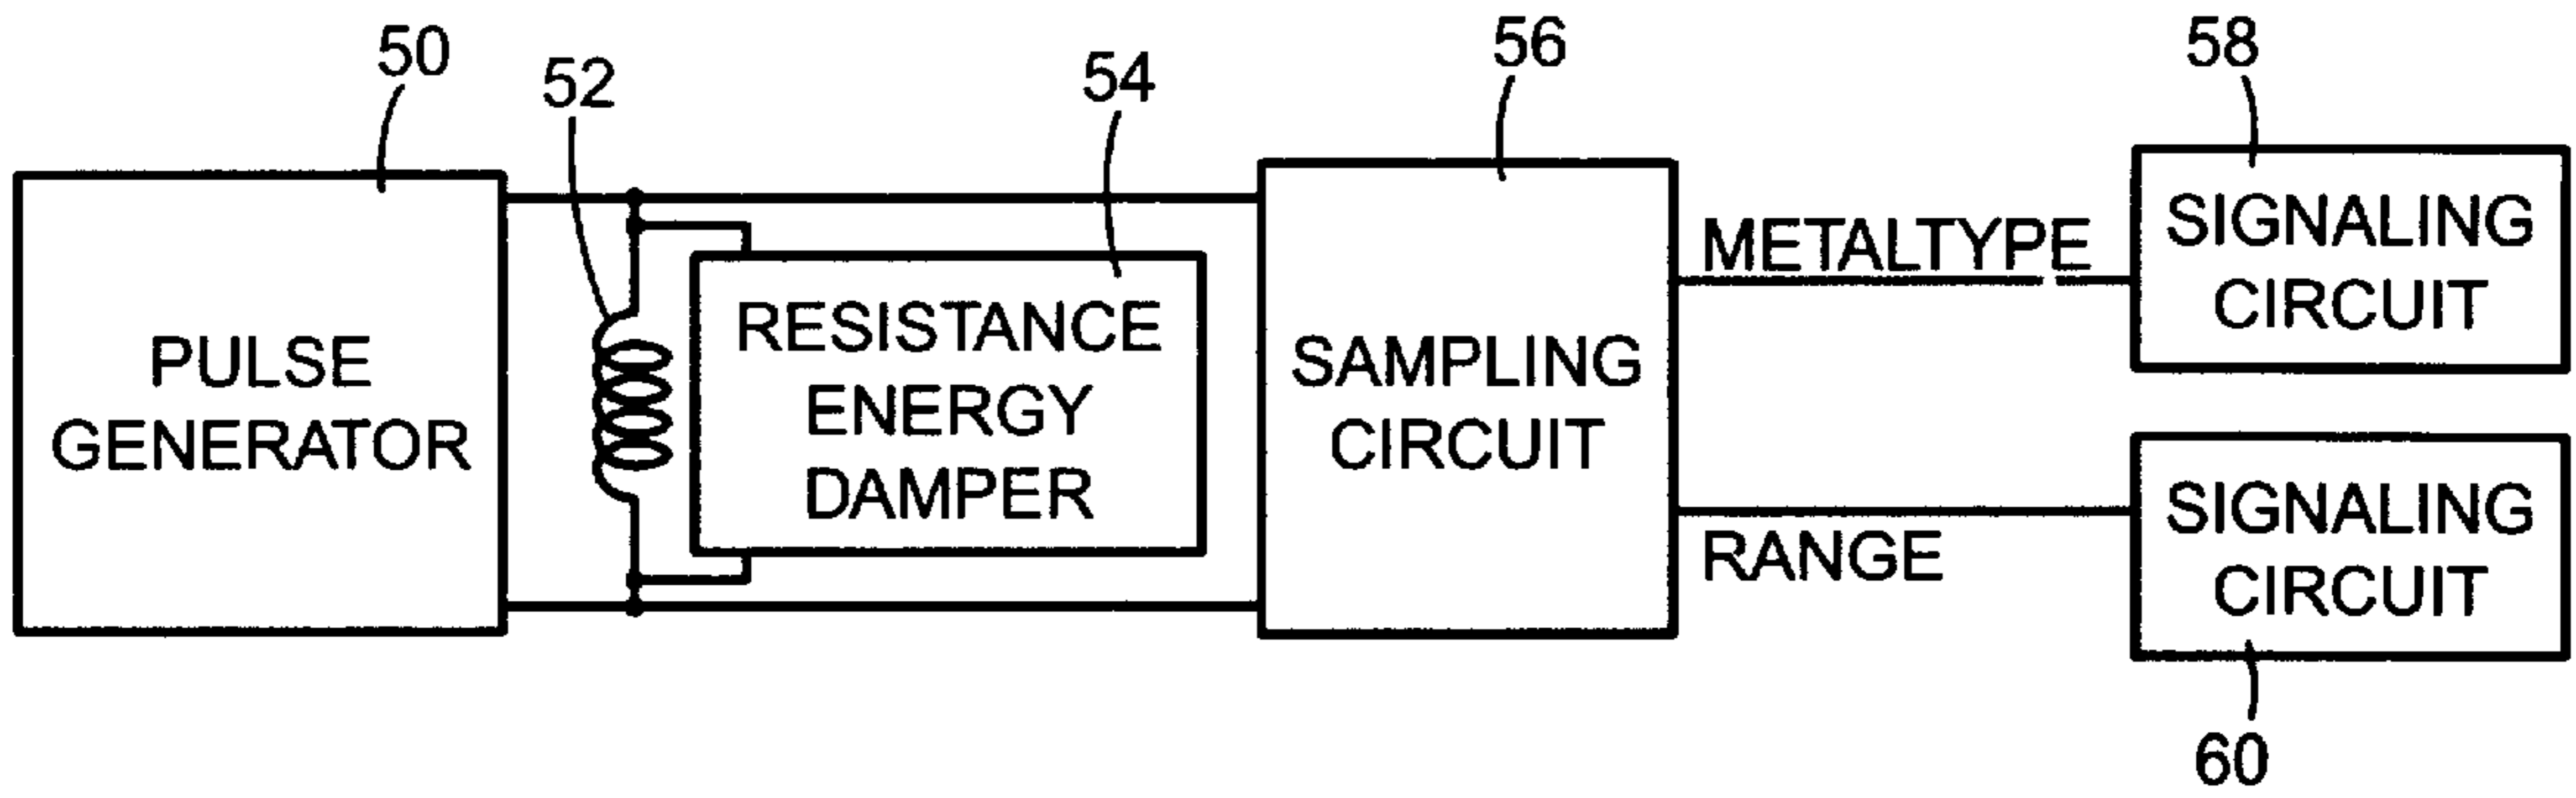 50
52
54
56
58
PULSE
GENERATOR
RESISTANCE
ENERGY
DAMPER
SAMPLING
CIRCUIT
METALTYPE
RANGE
SIGNALING
CIRCUIT
SIGNALING
CIRCUIT
60